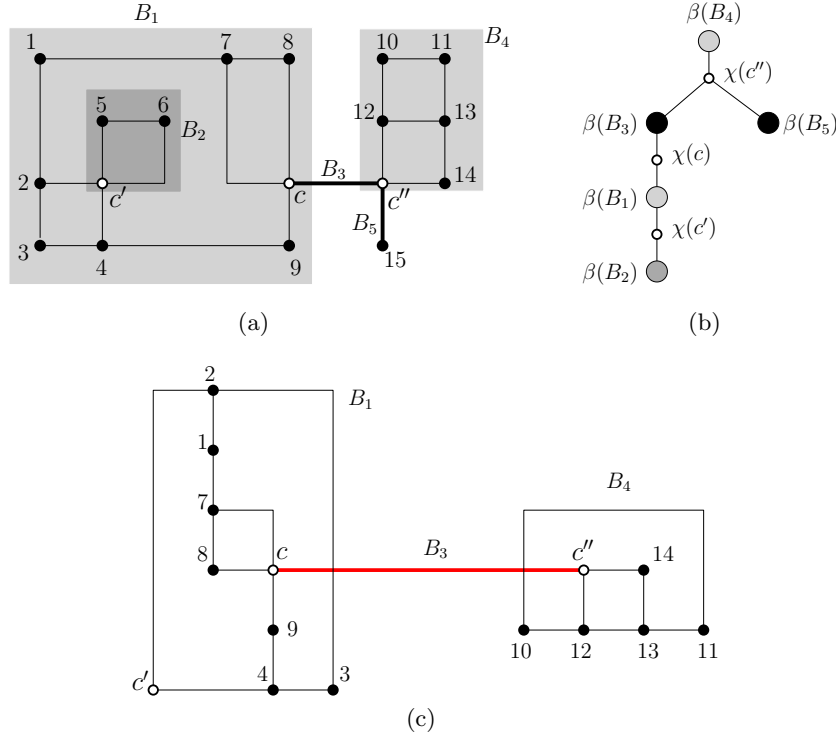 B₁
1 7 8 10 11 B₄
5 6 B₂ 12 13
2 c′ c B₃ c″ 14
B₅
3 4 9 15
(a)
β(B₄)
χ(c″)
β(B₃) β(B₅)
χ(c)
β(B₁)
χ(c′)
β(B₂)
(b)
2 B₁
1
7 B₄
8 c B₃ c″ 14
9
10 12 13 11
c′ 4 3
(c)